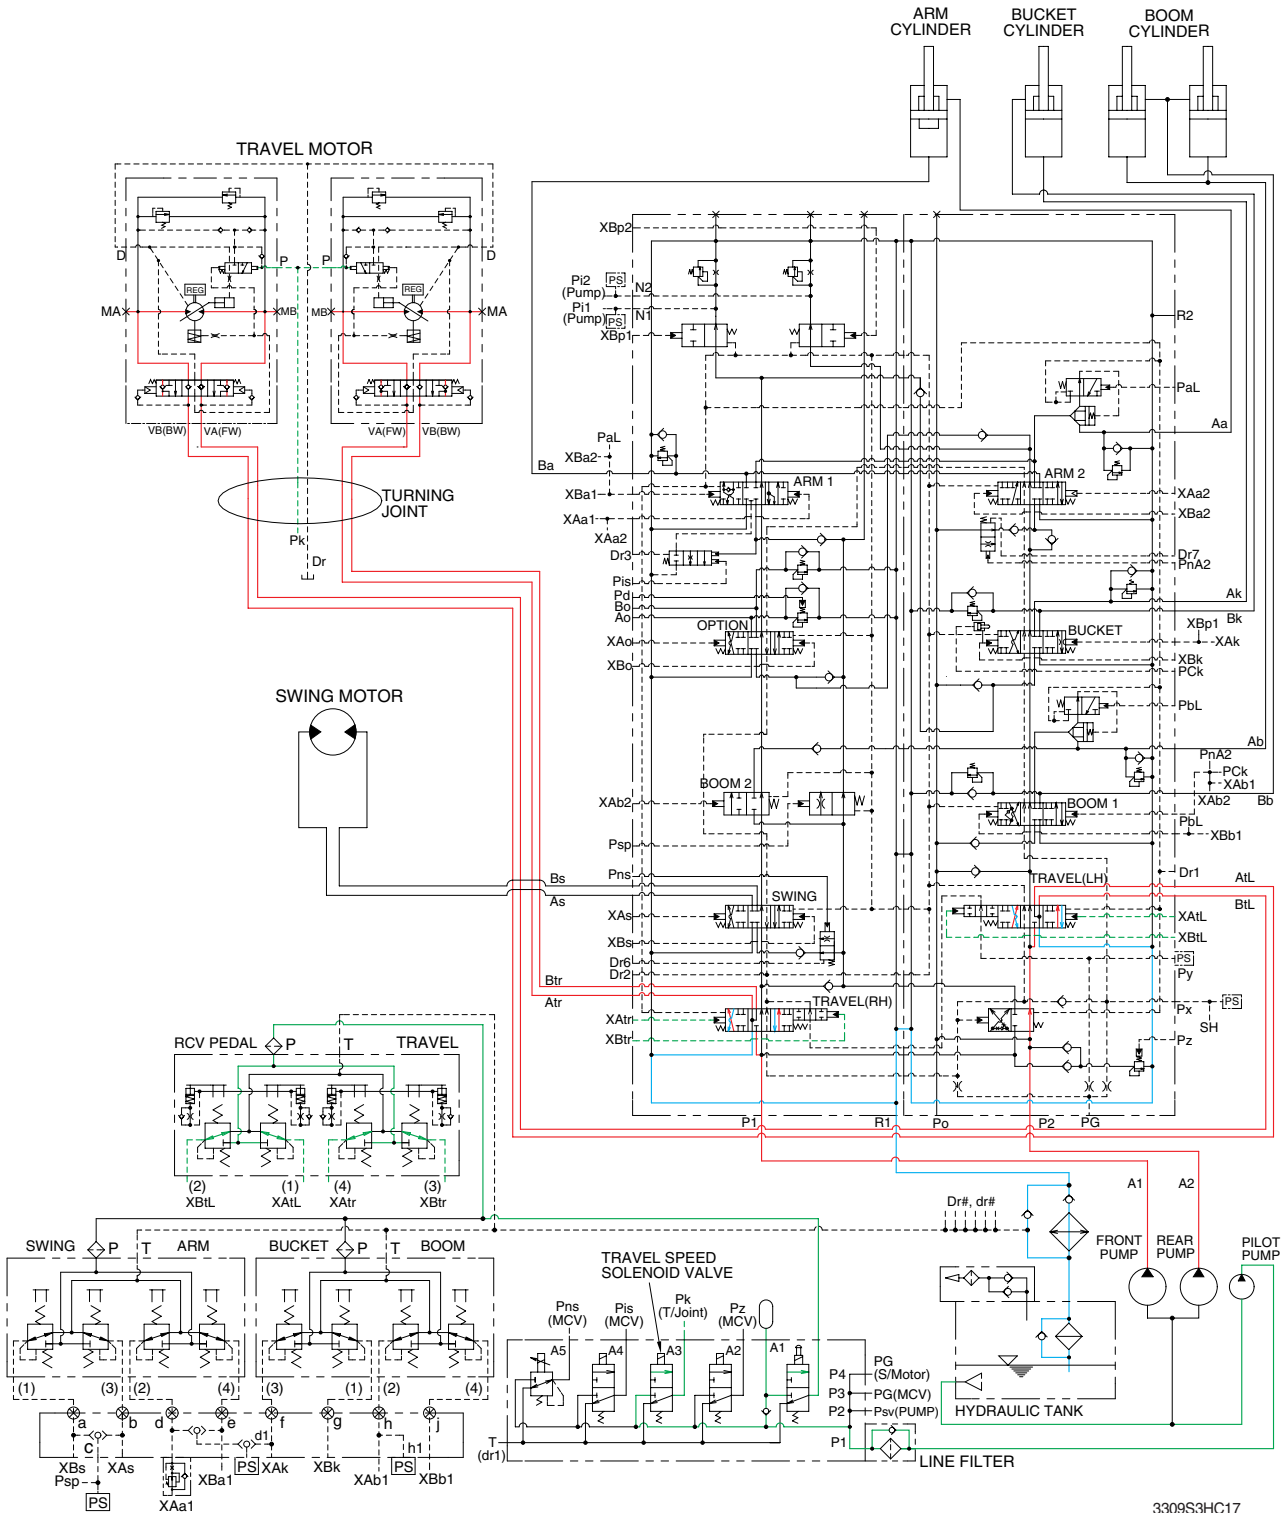 ARM
CYLINDER
BUCKET
CYLINDER
BOOM
CYLINDER
TRAVEL MOTOR
D
P
P
D
REG
REG
MA
MB
MB
MA
VB(BW)
VA(FW)
VA(FW)
VB(BW)
TURNING
JOINT
Pk
Dr
XBp2
Pi2
(Pump)
PS
N2
Pi1
(Pump)
PS
N1
XBp1
R2
PaL
Aa
PaL
XBa2
Ba
XBa1
ARM 1
ARM 2
XAa2
XAa1
XBa2
XAa2
Dr3
Dr7
Pis
PnA2
Pd
Bo
Ao
Ak
Bk
OPTION
BUCKET
XBp1
XAo
XAk
XBo
XBk
PCk
PbL
SWING MOTOR
Ab
PnA2
PCk
XAb1
XAb2
Bb
BOOM 2
BOOM 1
XAb2
PbL
XBb1
Psp
Dr1
TRAVEL(LH)
AtL
Pns
Bs
As
SWING
BtL
XAs
XAtL
XBs
XBtL
Dr6
PS
Dr2
Py
Btr
Atr
TRAVEL(RH)
PS
Px
XAtr
SH
XBtr
Pz
RCV PEDAL
P
T
TRAVEL
P1
R1
Po
P2
PG
(2)
(1)
(4)
(3)
XBtL
XAtL
XAtr
XBtr
A1
A2
Dr#, dr#
SWING
P
T
ARM
BUCKET
P
T
BOOM
FRONT
PUMP
REAR
PUMP
PILOT
PUMP
TRAVEL SPEED
SOLENOID VALVE
Pns
(MCV)
Pis
(MCV)
Pk
(T/Joint)
Pz
(MCV)
A5
A4
A3
A2
A1
(1)
(3)
(2)
(4)
(3)
(1)
(2)
(4)
P4
PG
(S/Motor)
P3
PG(MCV)
P2
Psv(PUMP)
HYDRAULIC TANK
a
b
d
e
f
g
h
j
c
d1
h1
T
(dr1)
P1
LINE FILTER
XBs
XAs
Psp
PS
XAa1
XBa1
PS
XAk
XBk
XAb1
PS
XBb1
3309S3HC17